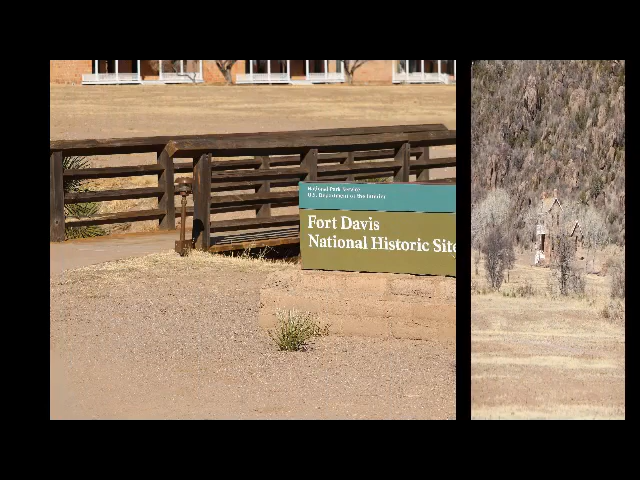 National Park Service
U.S. Department of the Interior
Fort Davis
National Historic Site